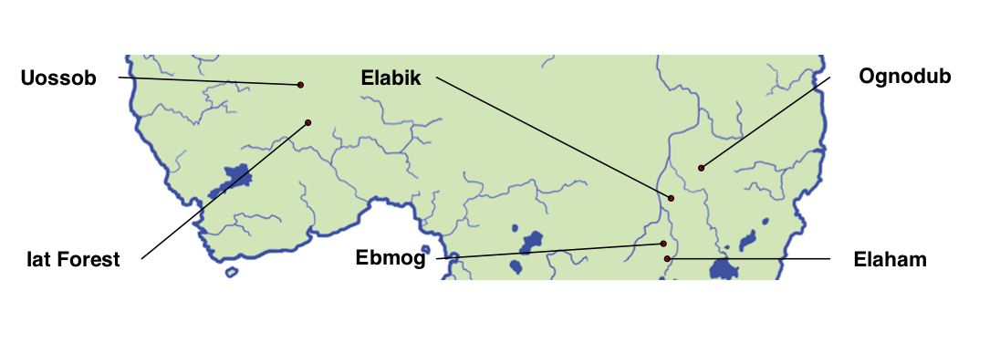 Uossob
Elabik
Ognodub
Iat Forest
Ebmog
Elaham